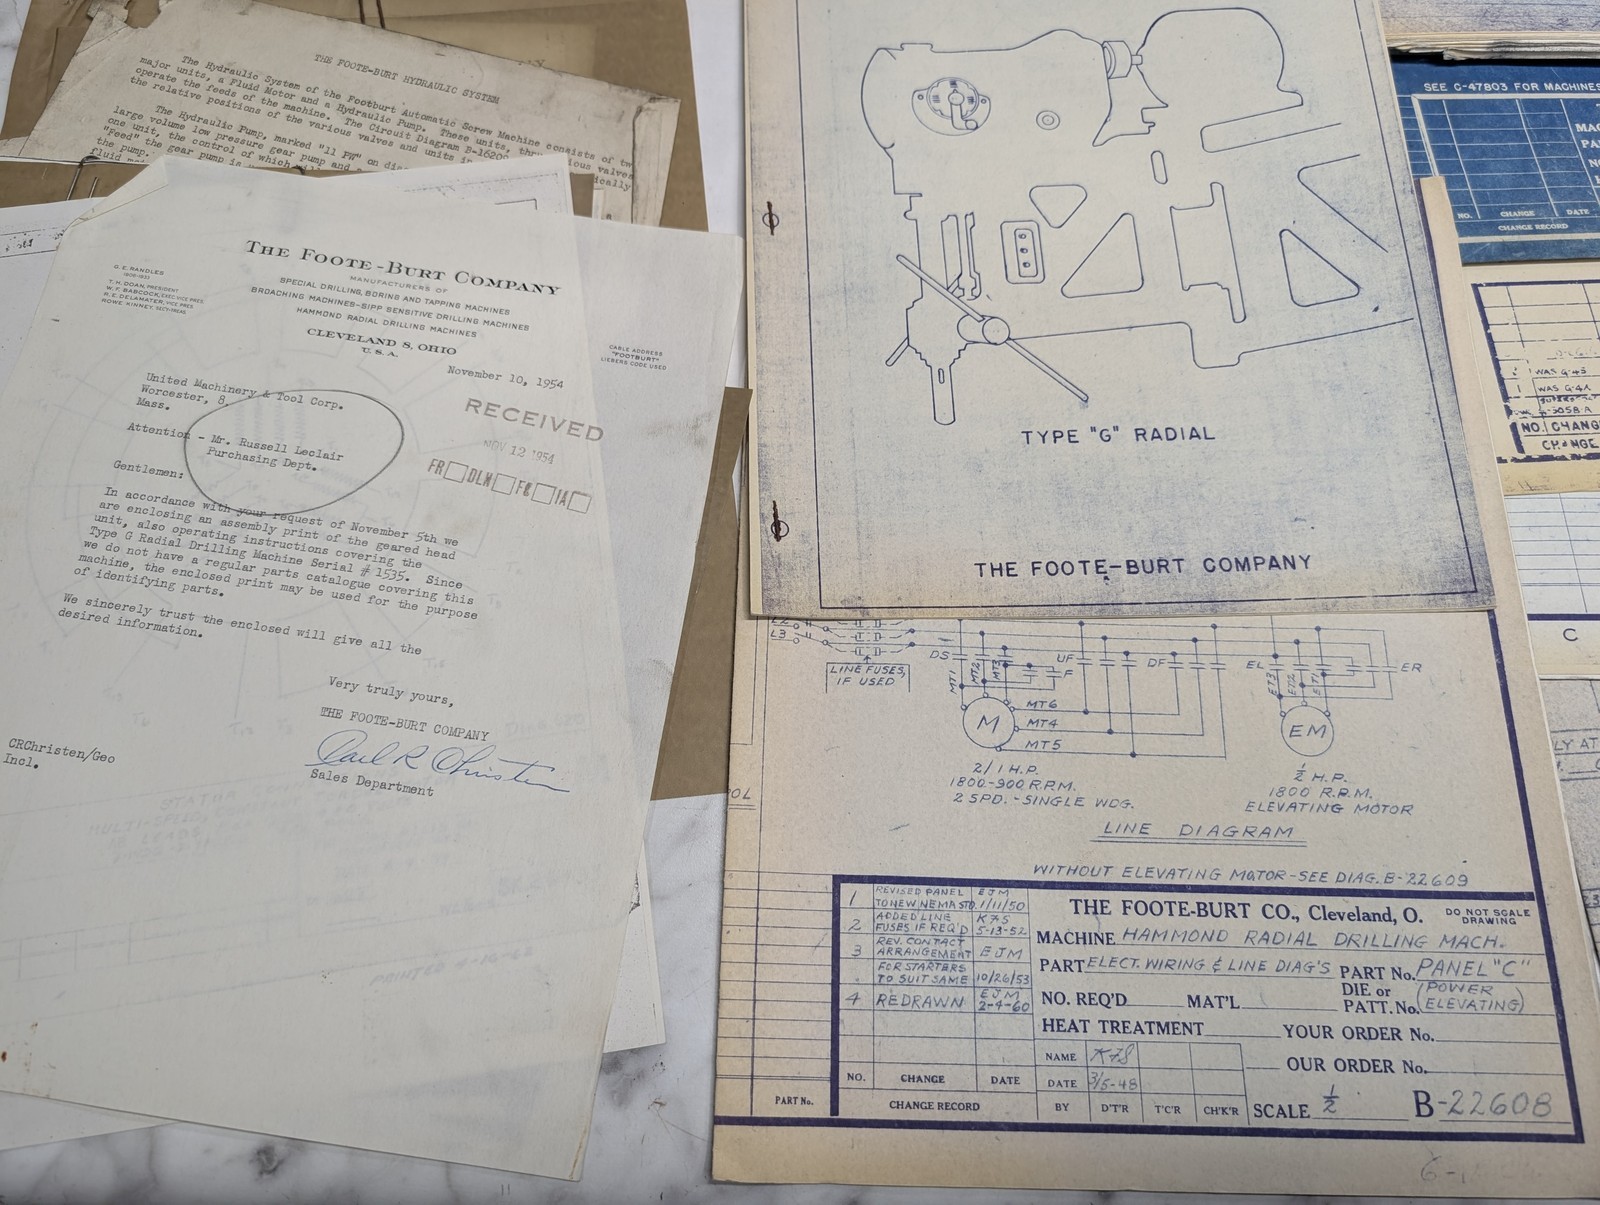 THE FOOTE-BURT HYDRAULIC SYSTEM
The Hydraulic System of the Footburt Automatic Screw Machine consists of two
major units, a Fluid Motor and a Hydraulic Pump. These units,
operate the feeds of the machine. The Circuit Diagram B-16200
the relative positions of the various valves and units in
The Hydraulic Pump, marked "11 PW" on
large volume low pressure gear pump and
one unit, the control of which
"Feed" the gear pump is
the pump.
fluid
THE FOOTE-BURT COMPANY
MANUFACTURERS OF
SPECIAL DRILLING, BORING AND TAPPING MACHINES
BROACHING MACHINES-SIPP SENSITIVE DRILLING MACHINES
HAMMOND RADIAL DRILLING MACHINES
CLEVELAND 8, OHIO
U. S. A.
G. E. RANDLES
T. H. DOAN, PRESIDENT
W. F. BABCOCK, EXEC. VICE PRES.
R. E. DELAMATER, VICE PRES.
ROWE KINNEY, SECY-TREAS.
CABLE ADDRESS
"FOOTBURT"
LIEBERS CODE USED
November 10, 1954
United Machinery & Tool Corp.
Worcester, 8,
Mass.
RECEIVED
NOV 12 1954
Attention - Mr. Russell Leclair
Purchasing Dept.
Gentlemen:
In accordance with your request of November 5th we
are enclosing an assembly print of the geared head
unit, also operating instructions covering the
Type G Radial Drilling Machine Serial # 1535. Since
we do not have a regular parts catalogue covering this
machine, the enclosed print may be used for the purpose
of identifying parts.
We sincerely trust the enclosed will give all the
desired information.
Very truly yours,
THE FOOTE-BURT COMPANY
Carl R Christen
Sales Department
CRChristen/Geo
Incl.
TYPE "G" RADIAL
THE FOOTE-BURT COMPANY
L2
L3
LINE FUSES,
IF USED
DS
MT1
MT2
MT3
F
UF
DF
EL
ET3
ET2
ET1
ER
M
MT6
MT4
MT5
EM
2/1 H.P.
1800-900 R.P.M.
2 SPD. - SINGLE WDG.
1/2 H.P.
1800 R.P.M.
ELEVATING MOTOR
LINE DIAGRAM
WITHOUT ELEVATING MOTOR-SEE DIAG. B-22609
1 REVISED PANEL TO NEW NEMA STD. EJM 1/11/50
2 ADDED LINE FUSES IF REQ'D K75 5-13-52
3 REV. CONTACT ARRANGEMENT EJM
FOR STARTERS TO SUIT SAME 10/26/53
4 REDRAWN EJM 2-4-60
NO. CHANGE DATE
CHANGE RECORD
PART No.
THE FOOTE-BURT CO., Cleveland, O.
DO NOT SCALE
DRAWING
MACHINE HAMMOND RADIAL DRILLING MACH.
PART ELECT. WIRING & LINE DIAG'S PART No. PANEL "C"
NO. REQ'D MAT'L DIE or PATT. No. (POWER ELEVATING)
HEAT TREATMENT YOUR ORDER No.
OUR ORDER No.
NAME
DATE 3/5-48
BY D'T'R T'C'R CH'K'R
SCALE 1/2 B-22608
SEE C-47803 FOR MACHINES
NO. CHANGE DATE
CHANGE RECORD
1 WAS G-41
NO. CHANG
CHANGE
C